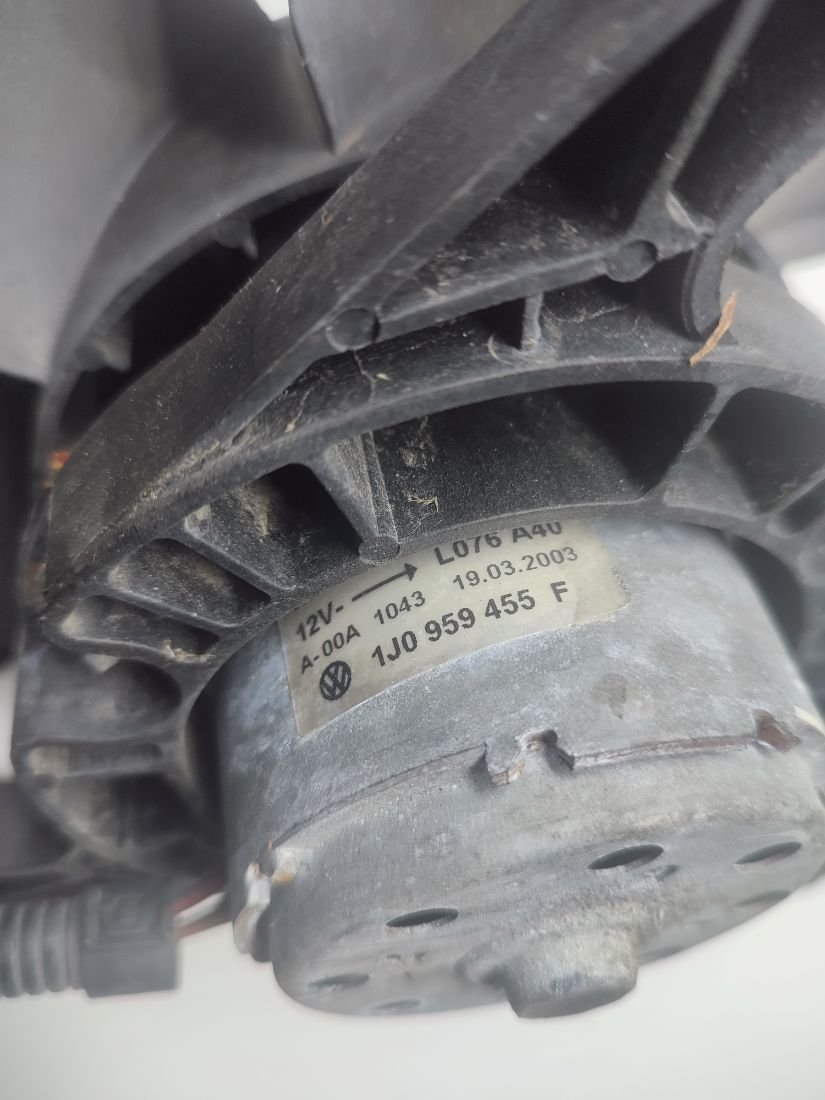 L076 A40
12V- → 19.03.2003
A-00A 1043
1J0 959 455 F